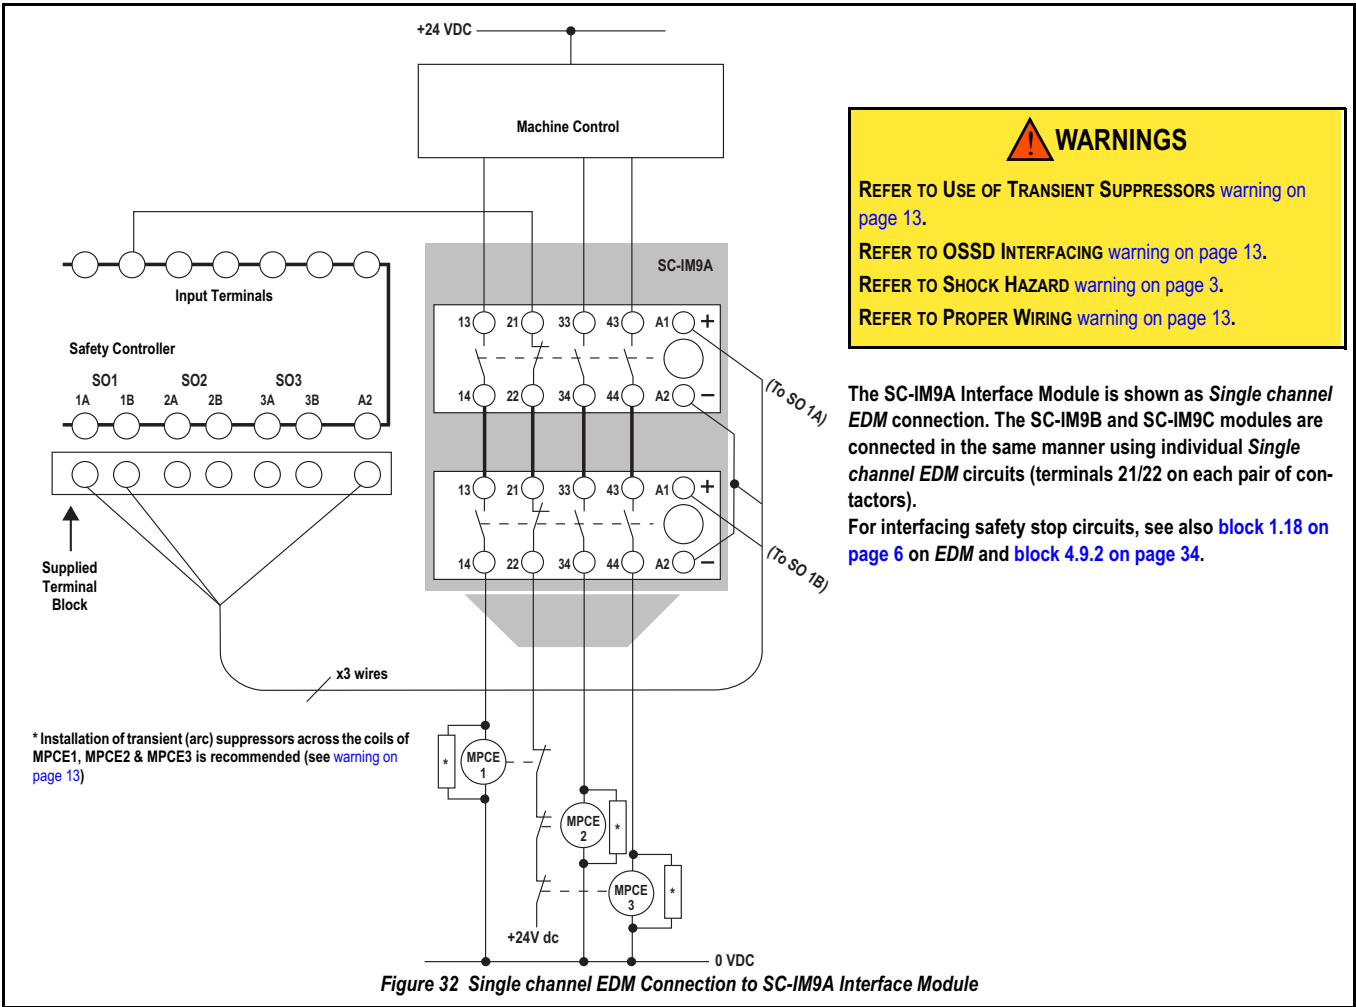 +24 VDC
Machine Control
SC-IM9A
Input Terminals
Safety Controller
SO1 SO2 SO3
1A 1B 2A 2B 3A 3B A2
Supplied
Terminal
Block
13 21 33 43 A1 +
14 22 34 44 A2 −
(To SO 1A)
13 21 33 43 A1 +
14 22 34 44 A2 −
(To SO 1B)
x3 wires
* Installation of transient (arc) suppressors across the coils of
MPCE1, MPCE2 & MPCE3 is recommended (see warning on
page 13)
*
MPCE
1
MPCE
2
*
MPCE
3
*
+24V dc
0 VDC
! WARNINGS
REFER TO USE OF TRANSIENT SUPPRESSORS warning on
page 13.
REFER TO OSSD INTERFACING warning on page 13.
REFER TO SHOCK HAZARD warning on page 3.
REFER TO PROPER WIRING warning on page 13.
The SC-IM9A Interface Module is shown as Single channel
EDM connection. The SC-IM9B and SC-IM9C modules are
connected in the same manner using individual Single
channel EDM circuits (terminals 21/22 on each pair of con-
tactors).
For interfacing safety stop circuits, see also block 1.18 on
page 6 on EDM and block 4.9.2 on page 34.
Figure 32 Single channel EDM Connection to SC-IM9A Interface Module